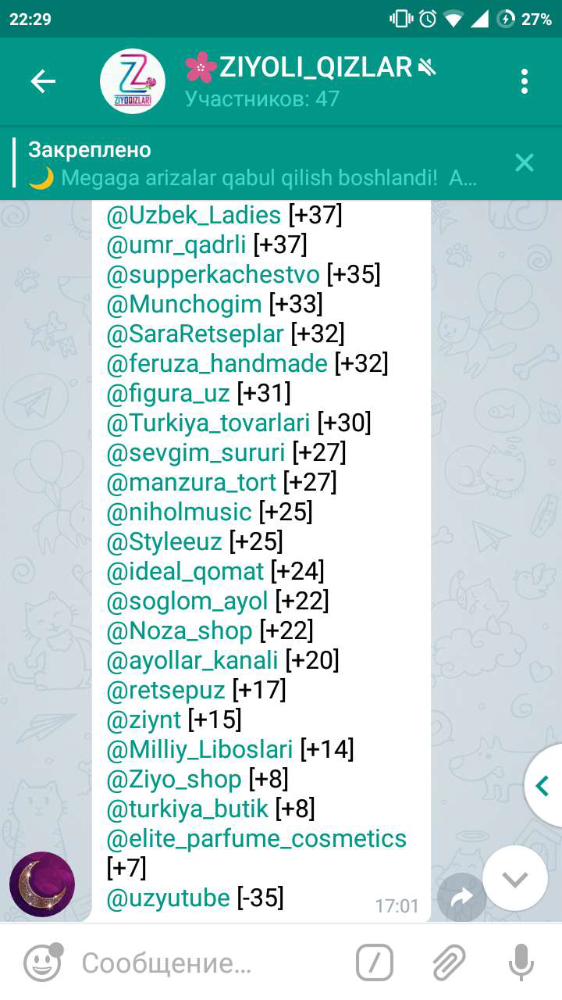 22:29
27%
ZIYOLI_QIZLAR
Участников: 47
ZIYOQIZLARI
Закреплено
🌙 Megaga arizalar qabul qilish boshlandi! A...
@Uzbek_Ladies [+37]
@umr_qadrli [+37]
@supperkachestvo [+35]
@Munchogim [+33]
@SaraRetseplar [+32]
@feruza_handmade [+32]
@figura_uz [+31]
@Turkiya_tovarlari [+30]
@sevgim_sururi [+27]
@manzura_tort [+27]
@niholmusic [+25]
@Styleeuz [+25]
@ideal_qomat [+24]
@soglom_ayol [+22]
@Noza_shop [+22]
@ayollar_kanali [+20]
@retsepuz [+17]
@ziynt [+15]
@Milliy_Liboslari [+14]
@Ziyo_shop [+8]
@turkiya_butik [+8]
@elite_parfume_cosmetics
[+7]
@uzyutube [-35]
17:01
Сообщение...